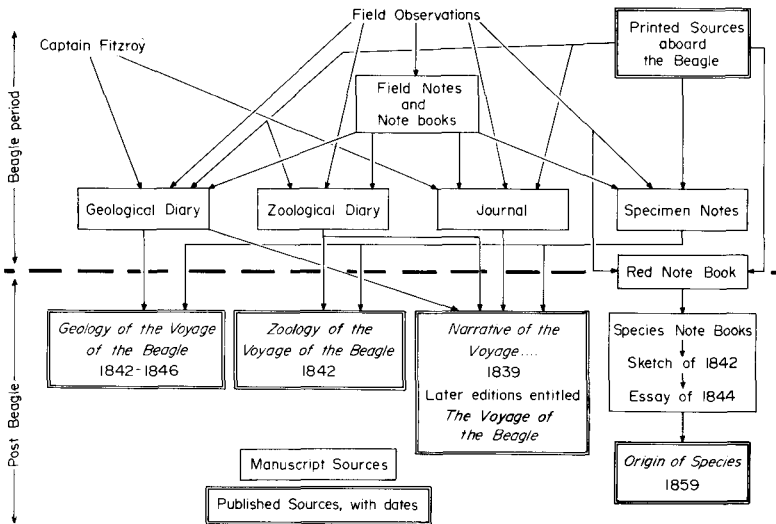 Field Observations
Captain Fitzroy
Printed Sources
aboard
the Beagle
Field Notes
and
Note books
Beagle period
Geological Diary
Zoological Diary
Journal
Specimen Notes
Red Note Book
Geology of the Voyage
of the Beagle
1842-1846
Zoology of the
Voyage of the Beagle
1842
Narrative of the
Voyage....
1839
Later editions entitled
The Voyage of
the Beagle
Species Note Books
Sketch of 1842
Essay of 1844
Origin of Species
1859
Post Beagle
Manuscript Sources
Published Sources, with dates